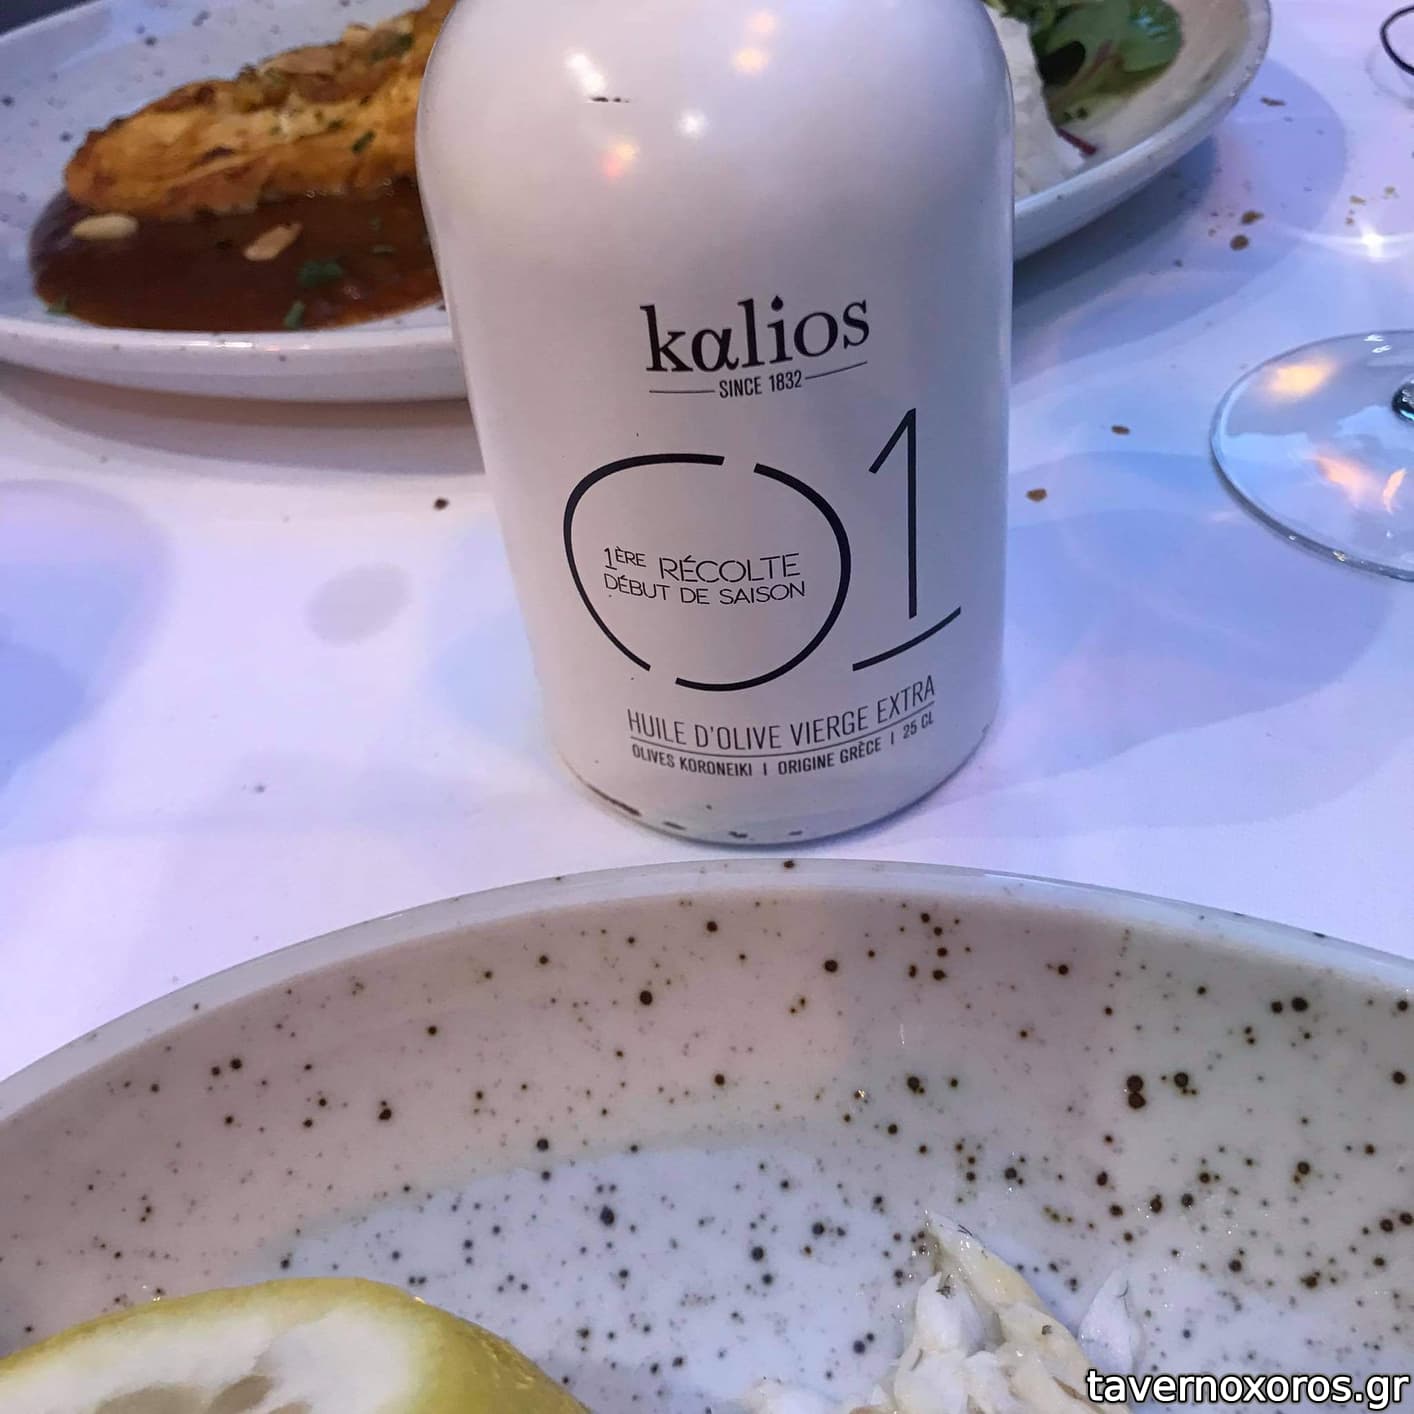 kαlios
SINCE 1832
01
1ÈRE RÉCOLTE
DÉBUT DE SAISON
HUILE D'OLIVE VIERGE EXTRA
OLIVES KORONEIKI | ORIGINE GRÈCE | 25 CL
tavernoxoros.gr